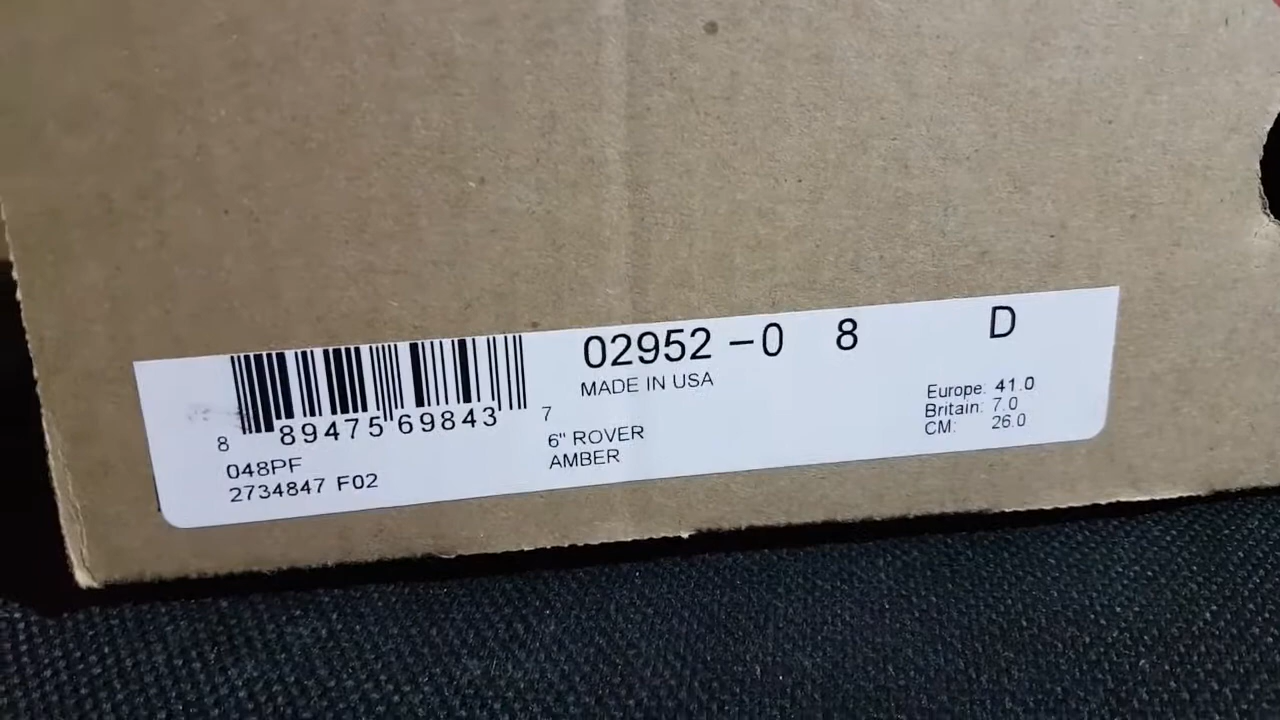 02952 –0 8 D
MADE IN USA
8 89475 69843 7
048PF
2734847 F02
6" ROVER
AMBER
Europe: 41.0
Britain: 7.0
CM: 26.0